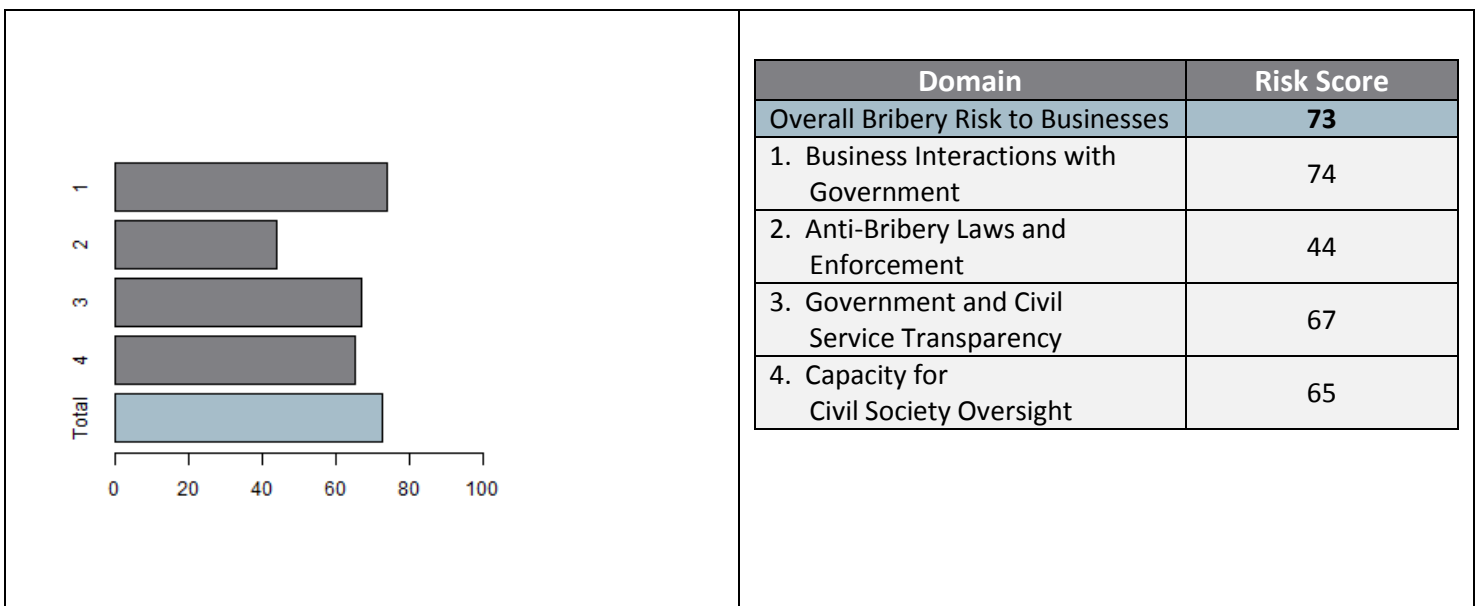 1
2
3
4
Total
0 20 40 60 80 100
Domain Risk Score
Overall Bribery Risk to Businesses 73
1. Business Interactions with
Government 74
2. Anti-Bribery Laws and
Enforcement 44
3. Government and Civil
Service Transparency 67
4. Capacity for
Civil Society Oversight 65